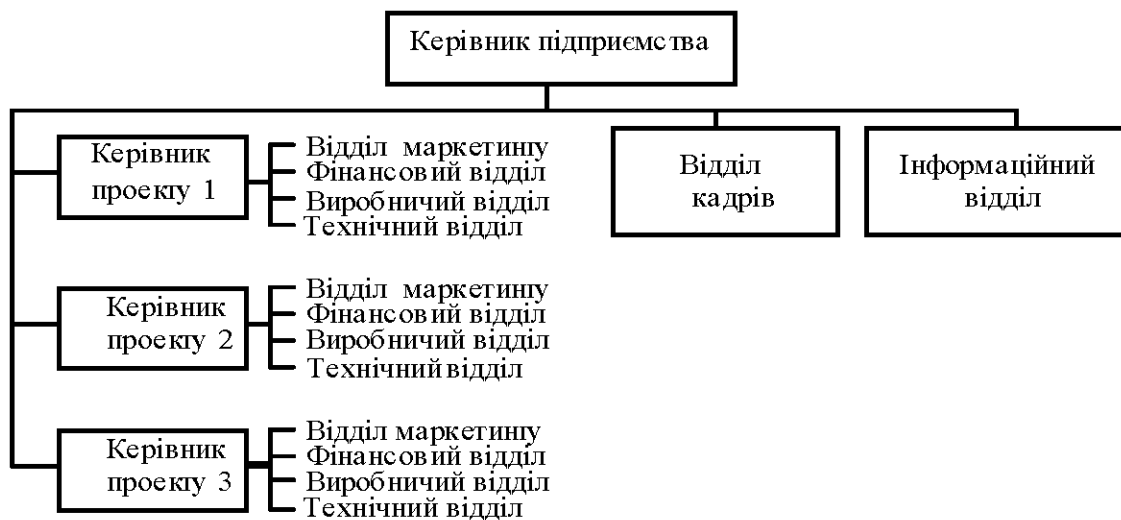 Керівник підприємства
Керівник
проекту 1
Відділ маркетингу
Фінансовий відділ
Виробничий відділ
Технічний відділ
Відділ
кадрів
Інформаційний
відділ
Керівник
проекту 2
Відділ маркетингу
Фінансовий відділ
Виробничий відділ
Технічний відділ
Керівник
проекту 3
Відділ маркетингу
Фінансовий відділ
Виробничий відділ
Технічний відділ